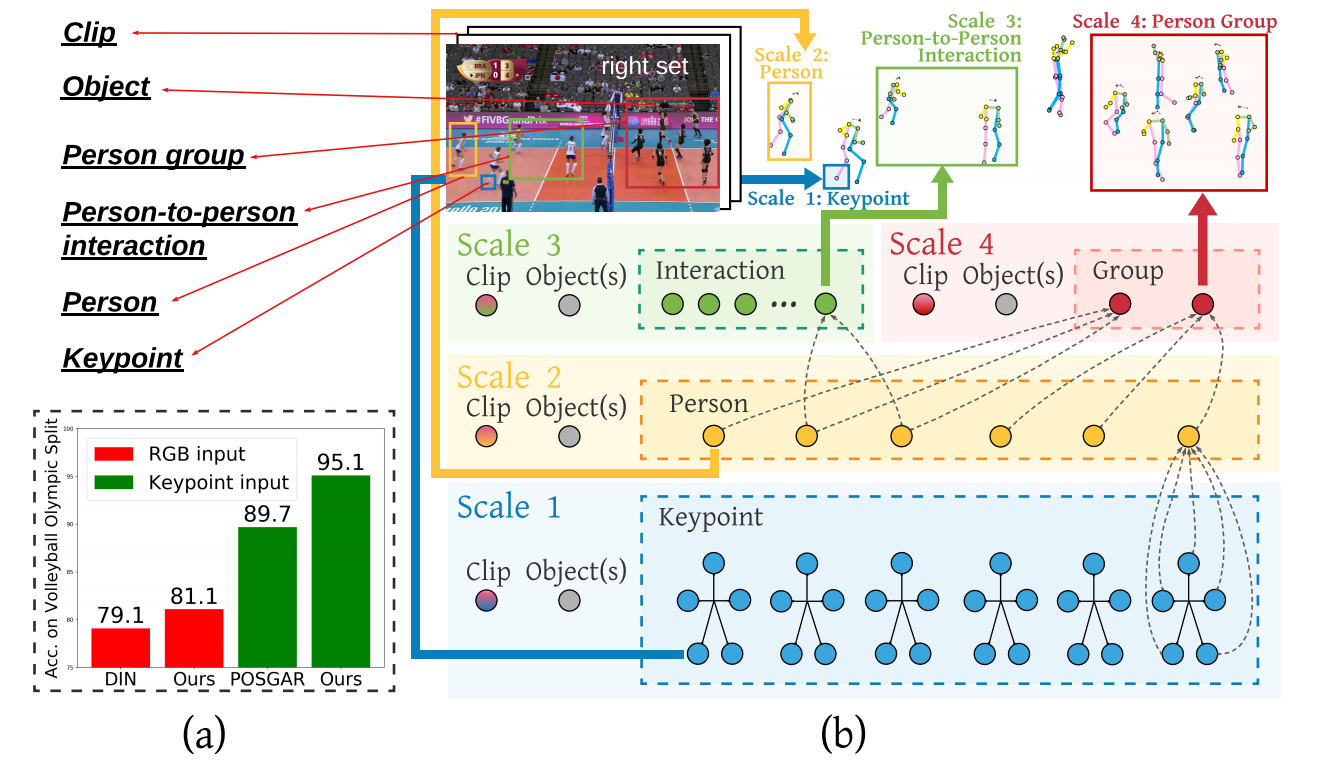 Clip
Object
Person group
Person-to-person
interaction
Person
Keypoint
right set
BRA 1 3
JPN 0 4
#FIVBGrandPrix
THE
Scale 2:
Person
Scale 3:
Person-to-Person
Interaction
Scale 4: Person Group
Scale 1: Keypoint
Scale 3
Clip Object(s)
Interaction
...
Scale 4
Clip Object(s)
Group
Scale 2
Clip Object(s)
Person
Scale 1
Clip Object(s)
Keypoint
Acc. on Volleyball Olympic Split
100
95
90
85
80
75
RGB input
Keypoint input
79.1
81.1
89.7
95.1
DIN Ours POSGAR Ours
(a)
(b)